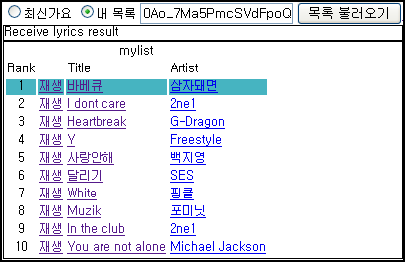 최신가요 내 목록 0Ao_7Ma5PmcSVdFpoQ 목록 불러오기
Receive lyrics result
mylist
Rank Title Artist
1 재생 바베큐 삼자돼면
2 재생 I dont care 2ne1
3 재생 Heartbreak G-Dragon
4 재생 Y Freestyle
5 재생 사랑안해 백지영
6 재생 달리기 SES
7 재생 White 핑클
8 재생 Muzik 포미닛
9 재생 In the club 2ne1
10 재생 You are not alone Michael Jackson